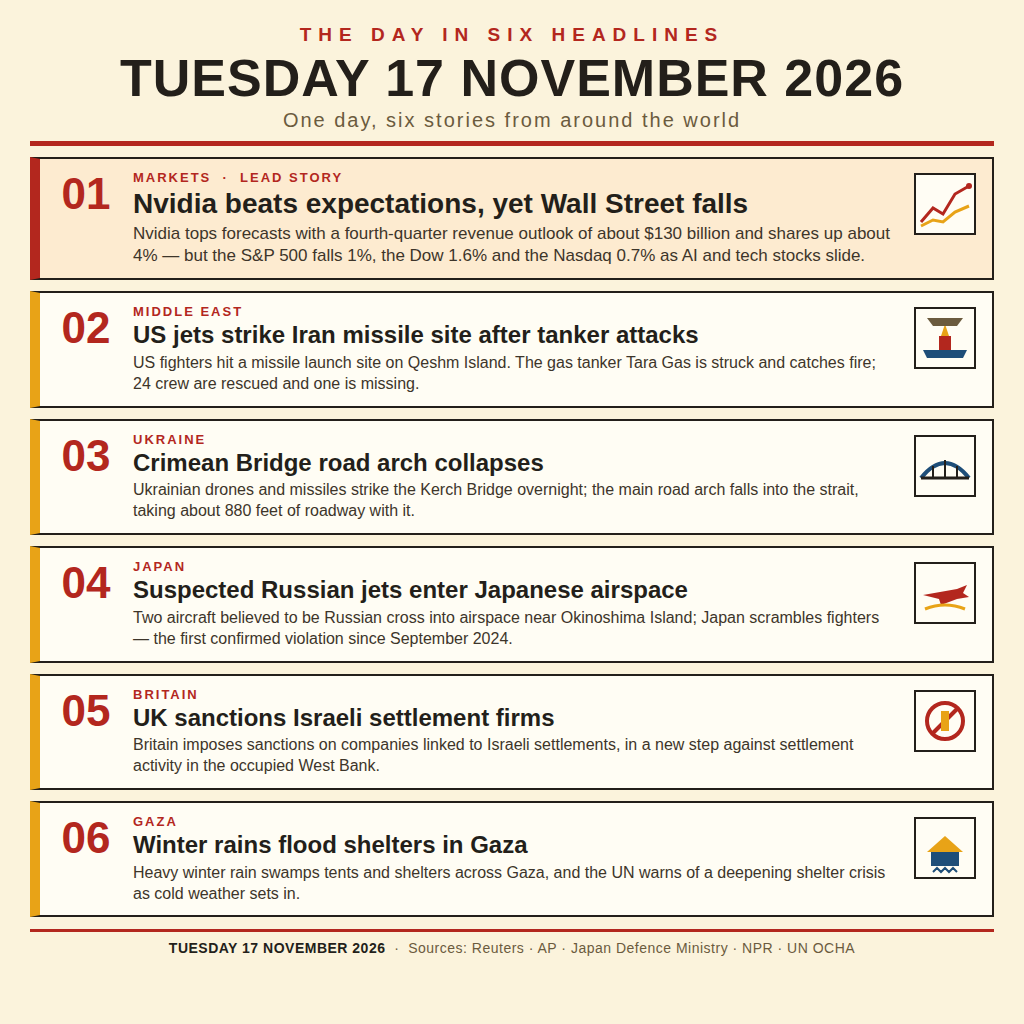 THE DAY IN SIX HEADLINES
TUESDAY 17 NOVEMBER 2026
One day, six stories from around the world
01
MARKETS · LEAD STORY
Nvidia beats expectations, yet Wall Street falls
Nvidia tops forecasts with a fourth-quarter revenue outlook of about $130 billion and shares up about
4% — but the S&P 500 falls 1%, the Dow 1.6% and the Nasdaq 0.7% as AI and tech stocks slide.
02
MIDDLE EAST
US jets strike Iran missile site after tanker attacks
US fighters hit a missile launch site on Qeshm Island. The gas tanker Tara Gas is struck and catches fire;
24 crew are rescued and one is missing.
03
UKRAINE
Crimean Bridge road arch collapses
Ukrainian drones and missiles strike the Kerch Bridge overnight; the main road arch falls into the strait,
taking about 880 feet of roadway with it.
04
JAPAN
Suspected Russian jets enter Japanese airspace
Two aircraft believed to be Russian cross into airspace near Okinoshima Island; Japan scrambles fighters
— the first confirmed violation since September 2024.
05
BRITAIN
UK sanctions Israeli settlement firms
Britain imposes sanctions on companies linked to Israeli settlements, in a new step against settlement
activity in the occupied West Bank.
06
GAZA
Winter rains flood shelters in Gaza
Heavy winter rain swamps tents and shelters across Gaza, and the UN warns of a deepening shelter crisis
as cold weather sets in.
TUESDAY 17 NOVEMBER 2026 · Sources: Reuters · AP · Japan Defence Ministry · NPR · UN OCHA